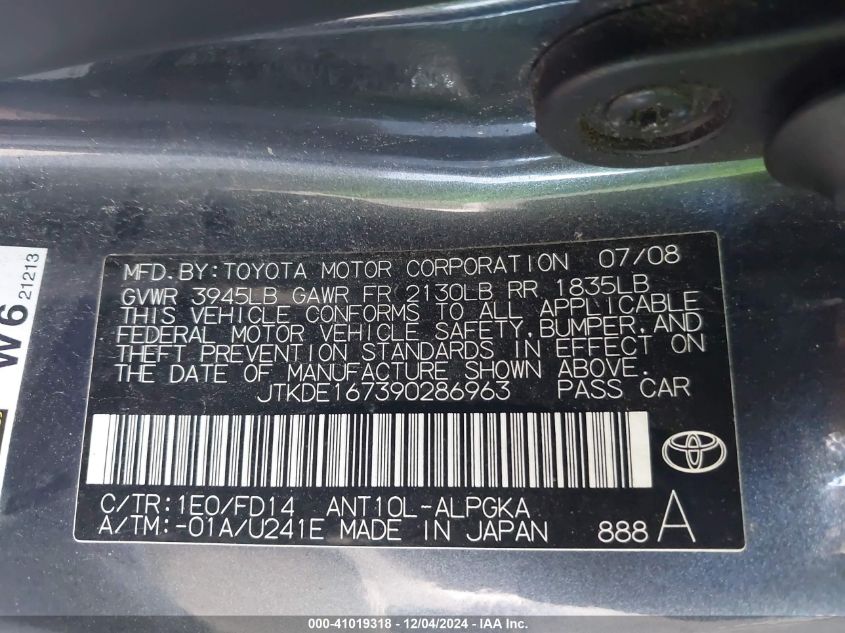 MFD. BY: TOYOTA MOTOR CORPORATION 07/08
GVWR 3945LB GAWR FR 2130LB RR 1835LB
THIS VEHICLE CONFORMS TO ALL APPLICABLE
FEDERAL MOTOR VEHICLE SAFETY, BUMPER, AND
THEFT PREVENTION STANDARDS IN EFFECT ON
THE DATE OF MANUFACTURE SHOWN ABOVE.
JTKDE167390286963 PASS CAR
C/TR: 1E0/FD14 ANT10L-ALPGKA
A/TM: -01A/U241E MADE IN JAPAN 888 A
W6
21213
000-41019318 - 12/04/2024 - IAA Inc.